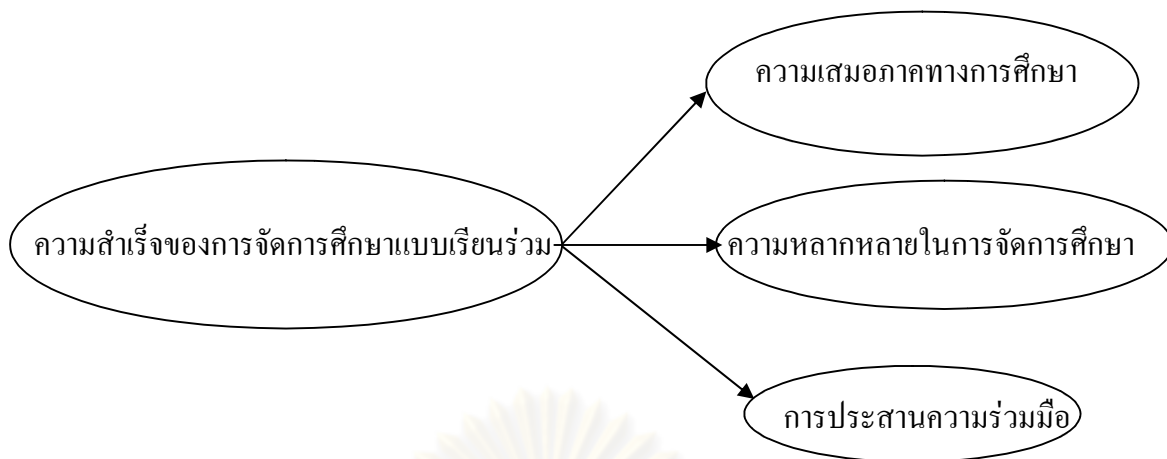 ความเสมอภาคทางการศึกษา
ความสำเร็จของการจัดการศึกษาแบบเรียนร่วม
ความหลากหลายในการจัดการศึกษา
การประสานความร่วมมือ